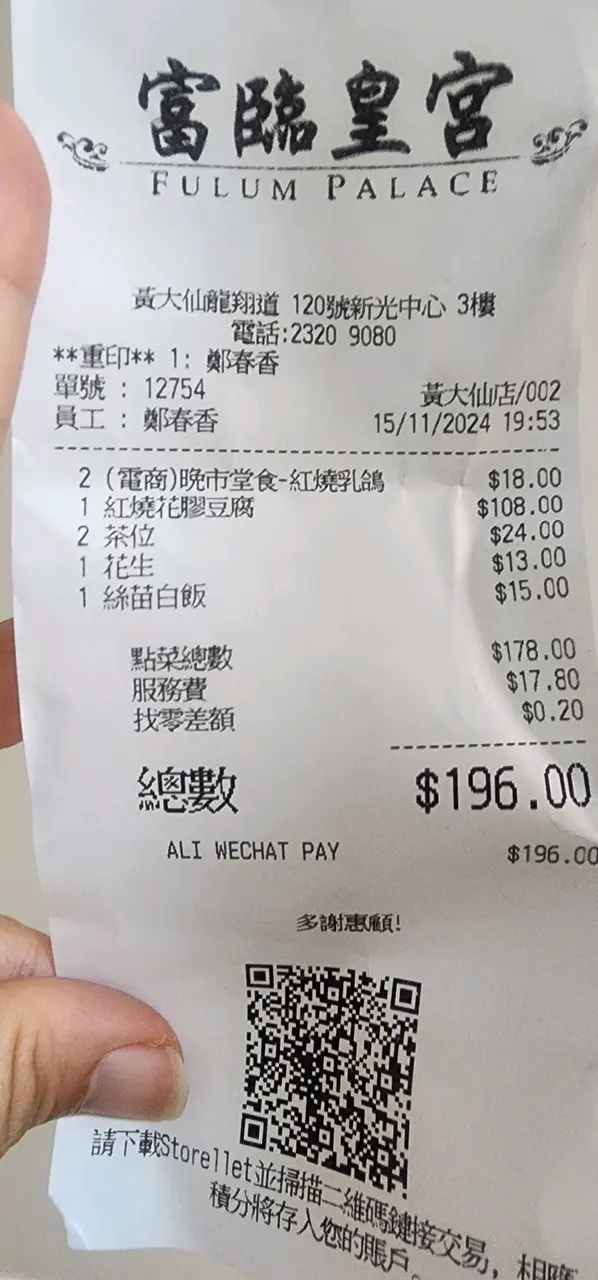 富臨皇宮
FULUM PALACE
黃大仙龍翔道 120號新光中心 3樓
電話:2320 9080
**重印** 1: 鄭春香
單號 : 12754 黃大仙店/002
員工 : 鄭春香 15/11/2024 19:53
2 (電商)晚市堂食-紅燒乳鴿 $18.00
1 紅燒花膠豆腐 $108.00
2 茶位 $24.00
1 花生 $13.00
1 絲苗白飯 $15.00
點菜總數 $178.00
服務費 $17.80
找零差額 $0.20
總數 $196.00
ALI WECHAT PAY $196.00
多謝惠顧!
請下載Storellet並掃描二維碼鏈接交易, 相應
積分將存入您的賬戶。